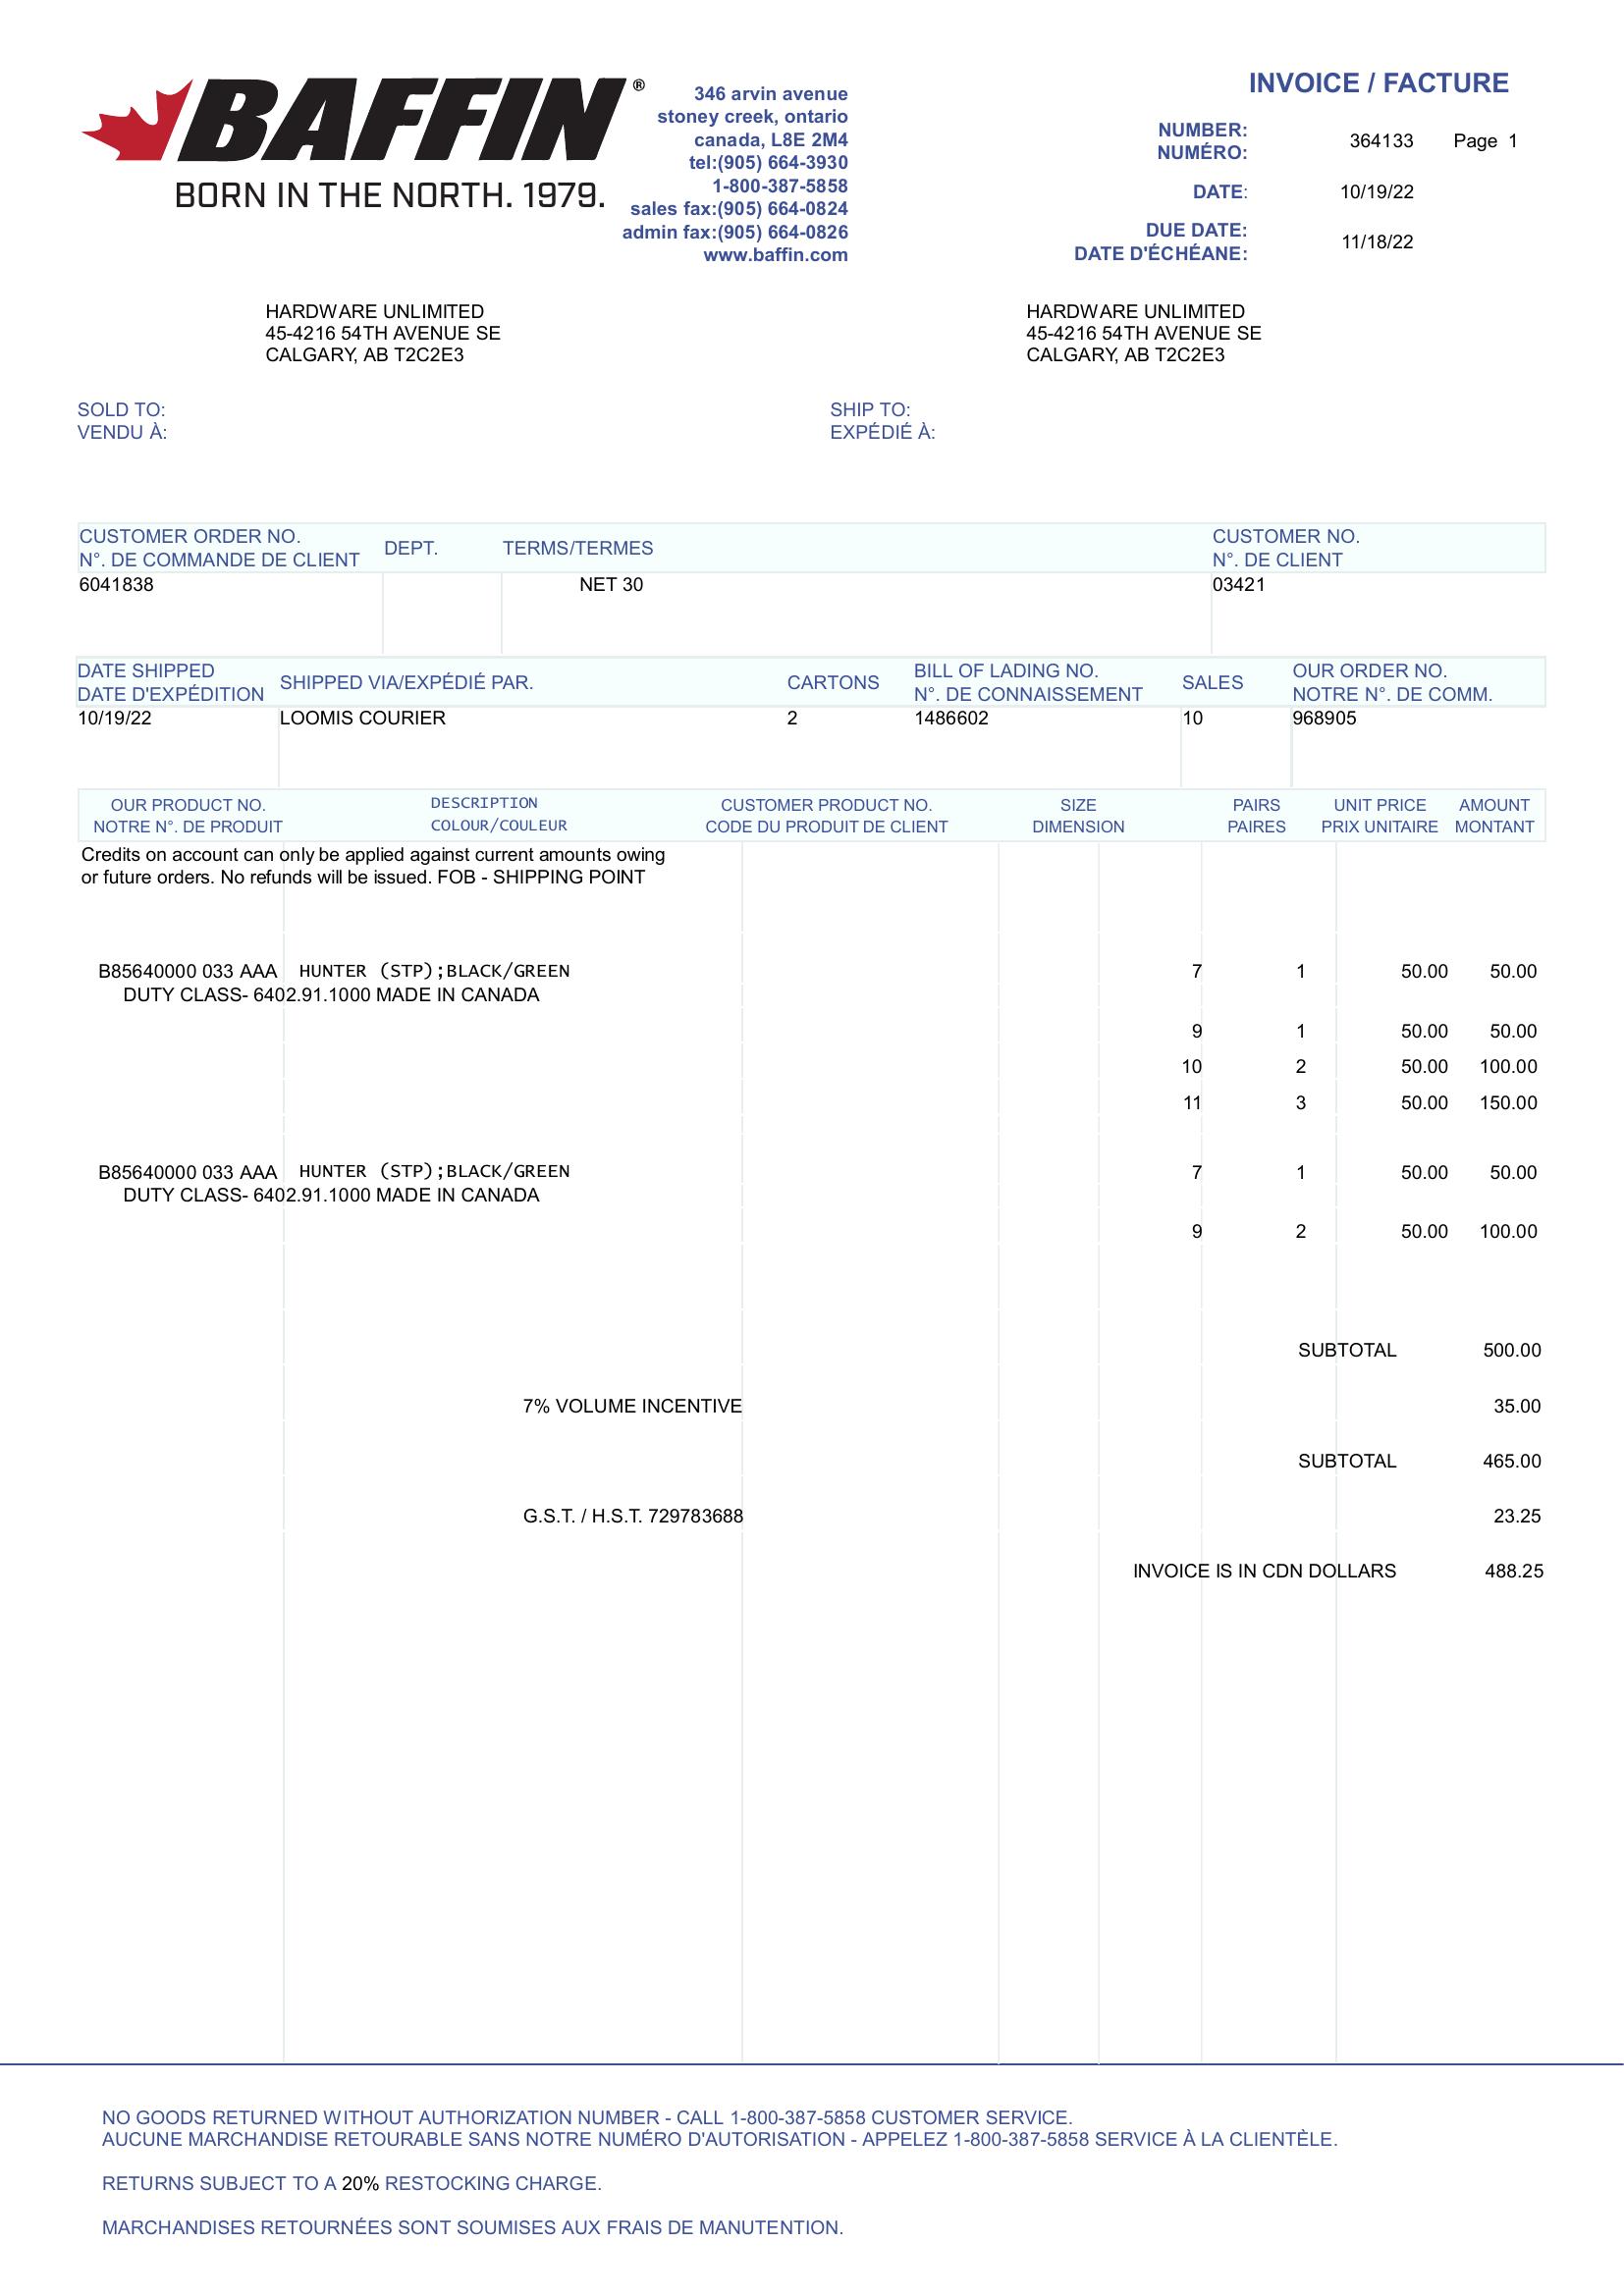 BAFFIN®
BORN IN THE NORTH. 1979.
346 arvin avenue
stoney creek, ontario
canada, L8E 2M4
tel:(905) 664-3930
1-800-387-5858
sales fax:(905) 664-0824
admin fax:(905) 664-0826
www.baffin.com
INVOICE / FACTURE
NUMBER:
NUMÉRO:
364133 Page 1
DATE: 10/19/22
DUE DATE:
DATE D'ÉCHÉANE:
11/18/22
HARDWARE UNLIMITED
45-4216 54TH AVENUE SE
CALGARY, AB T2C2E3
HARDWARE UNLIMITED
45-4216 54TH AVENUE SE
CALGARY, AB T2C2E3
SOLD TO:
VENDU À:
SHIP TO:
EXPÉDIÉ À:
CUSTOMER ORDER NO.
N°. DE COMMANDE DE CLIENT
DEPT.
TERMS/TERMES
CUSTOMER NO.
N°. DE CLIENT
6041838 NET 30 03421
DATE SHIPPED
DATE D'EXPÉDITION
SHIPPED VIA/EXPÉDIÉ PAR.
CARTONS
BILL OF LADING NO.
N°. DE CONNAISSEMENT
SALES
OUR ORDER NO.
NOTRE N°. DE COMM.
10/19/22 LOOMIS COURIER 2 1486602 10 968905
OUR PRODUCT NO.
NOTRE N°. DE PRODUIT
DESCRIPTION
COLOUR/COULEUR
CUSTOMER PRODUCT NO.
CODE DU PRODUIT DE CLIENT
SIZE
DIMENSION
PAIRS
PAIRES
UNIT PRICE
PRIX UNITAIRE
AMOUNT
MONTANT
Credits on account can only be applied against current amounts owing
or future orders. No refunds will be issued. FOB - SHIPPING POINT
B85640000 033 AAA HUNTER (STP);BLACK/GREEN 7 1 50.00 50.00
DUTY CLASS- 6402.91.1000 MADE IN CANADA
9 1 50.00 50.00
10 2 50.00 100.00
11 3 50.00 150.00
B85640000 033 AAA HUNTER (STP);BLACK/GREEN 7 1 50.00 50.00
DUTY CLASS- 6402.91.1000 MADE IN CANADA
9 2 50.00 100.00
SUBTOTAL 500.00
7% VOLUME INCENTIVE 35.00
SUBTOTAL 465.00
G.S.T. / H.S.T. 729783688 23.25
INVOICE IS IN CDN DOLLARS 488.25
NO GOODS RETURNED WITHOUT AUTHORIZATION NUMBER - CALL 1-800-387-5858 CUSTOMER SERVICE.
AUCUNE MARCHANDISE RETOURABLE SANS NOTRE NUMÉRO D'AUTORISATION - APPELEZ 1-800-387-5858 SERVICE À LA CLIENTÈLE.
RETURNS SUBJECT TO A 20% RESTOCKING CHARGE.
MARCHANDISES RETOURNÉES SONT SOUMISES AUX FRAIS DE MANUTENTION.